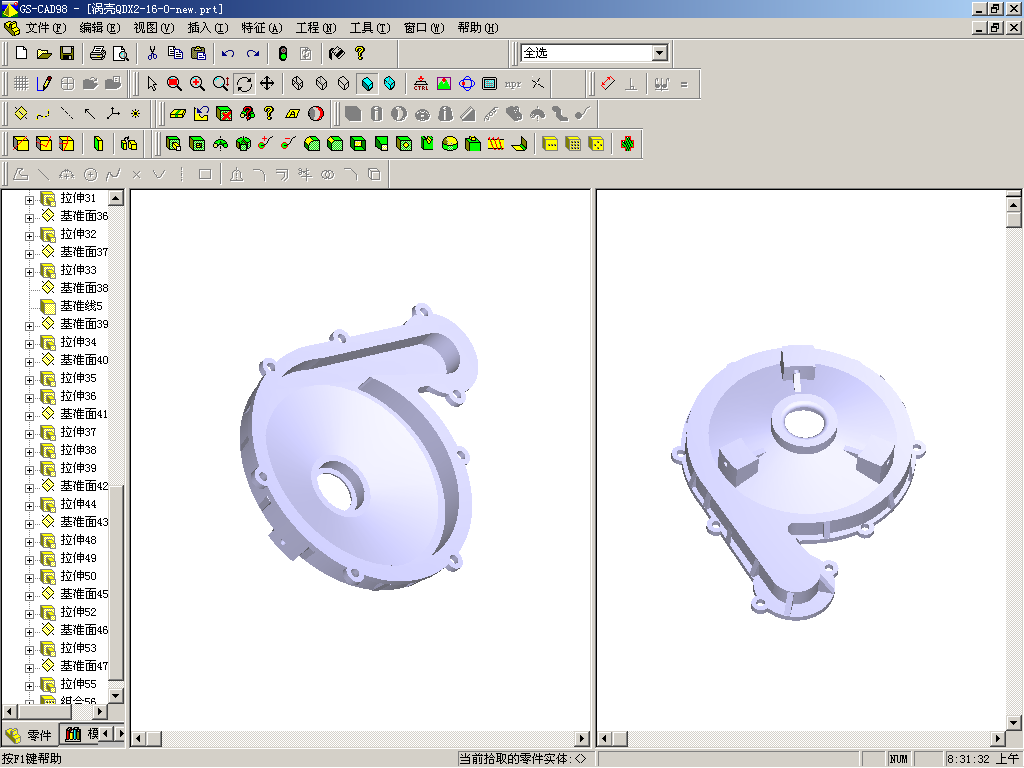 GS-CAD98 - [涡壳QDX2-16-0-new.prt]
文件(F) 编辑(E) 视图(V) 插入(I) 特征(A) 工程(N) 工具(T) 窗口(W) 帮助(H)
全选
CTRL npr
拉伸31
基准面36
拉伸32
基准面37
拉伸33
基准面38
基准线5
基准面39
拉伸34
基准面40
拉伸35
拉伸36
基准面41
拉伸37
拉伸38
拉伸39
基准面42
拉伸44
基准面43
拉伸48
拉伸49
拉伸50
基准面45
拉伸52
基准面46
拉伸53
基准面47
拉伸55
组合56
零件 模
按F1键帮助 当前拾取的零件实体:<> NUM 8:31:32 上午